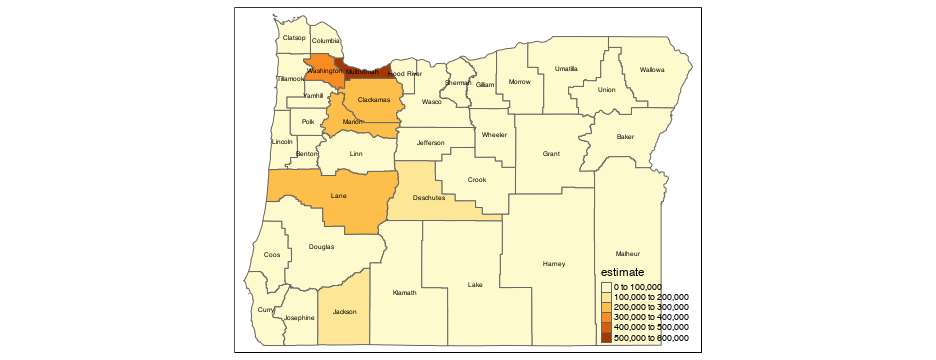 Clatsop
Columbia
Tillamook
Washington
Multnomah
Hood River
Sherman
Gilliam
Morrow
Umatilla
Wallowa
Union
Yamhill
Clackamas
Wasco
Polk
Marion
Wheeler
Baker
Lincoln
Benton
Linn
Jefferson
Grant
Crook
Lane
Deschutes
Douglas
Coos
Harney
Malheur
Klamath
Lake
Curry
Josephine
Jackson
estimate
0 to 100,000
100,000 to 200,000
200,000 to 300,000
300,000 to 400,000
400,000 to 500,000
500,000 to 600,000